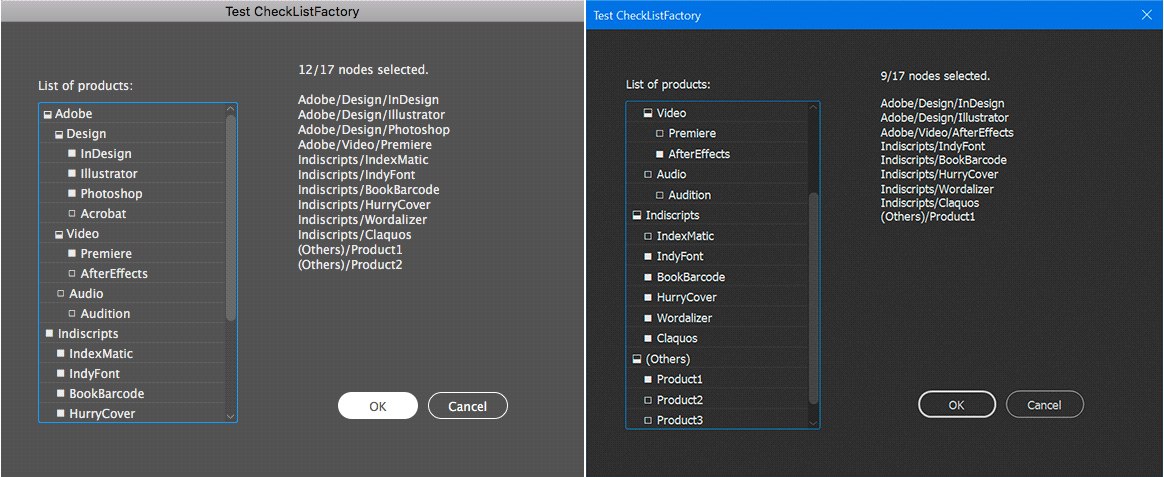 Test CheckListFactory
List of products:
Adobe
Design
InDesign
Illustrator
Photoshop
Acrobat
Video
Premiere
AfterEffects
Audio
Audition
Indiscripts
IndexMatic
IndyFont
BookBarcode
HurryCover
12/17 nodes selected.
Adobe/Design/InDesign
Adobe/Design/Illustrator
Adobe/Design/Photoshop
Adobe/Video/Premiere
Indiscripts/IndexMatic
Indiscripts/IndyFont
Indiscripts/BookBarcode
Indiscripts/HurryCover
Indiscripts/Wordalizer
Indiscripts/Claquos
(Others)/Product1
(Others)/Product2
OK
Cancel
Test CheckListFactory
List of products:
Video
Premiere
AfterEffects
Audio
Audition
Indiscripts
IndexMatic
IndyFont
BookBarcode
HurryCover
Wordalizer
Claquos
(Others)
Product1
Product2
Product3
9/17 nodes selected.
Adobe/Design/InDesign
Adobe/Design/Illustrator
Adobe/Video/AfterEffects
Indiscripts/IndyFont
Indiscripts/BookBarcode
Indiscripts/HurryCover
Indiscripts/Wordalizer
Indiscripts/Claquos
(Others)/Product1
OK
Cancel